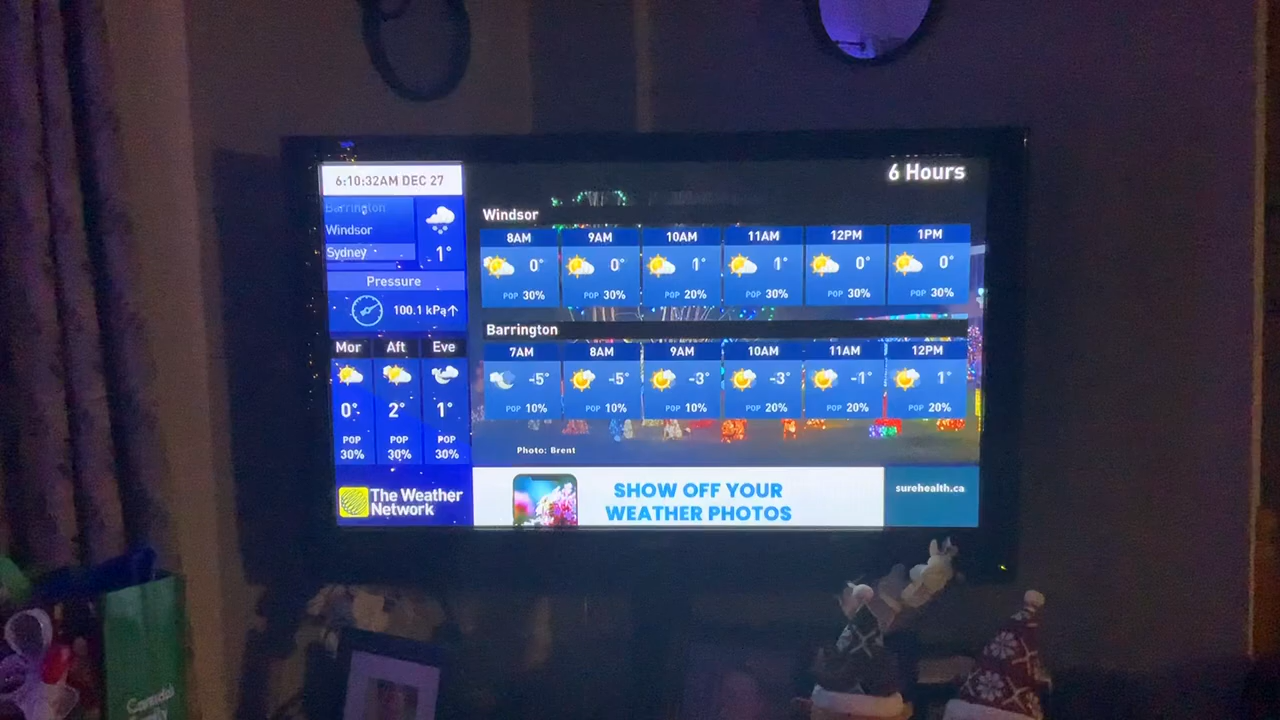 6:10:32AM DEC 27
6 Hours
Barrington
Windsor
Sydney
1°
Pressure
100.1 kPa↑
Mor Aft Eve
0° 2° 1°
POP POP POP
30% 30% 30%
The Weather
Network
Windsor
8AM 9AM 10AM 11AM 12PM 1PM
0° 0° 1° 1° 0° 0°
POP 30% POP 30% POP 20% POP 30% POP 30% POP 30%
Barrington
7AM 8AM 9AM 10AM 11AM 12PM
-5° -5° -3° -3° -1° 1°
POP 10% POP 10% POP 10% POP 20% POP 20% POP 20%
Photo: Brent
SHOW OFF YOUR
WEATHER PHOTOS
surehealth.ca